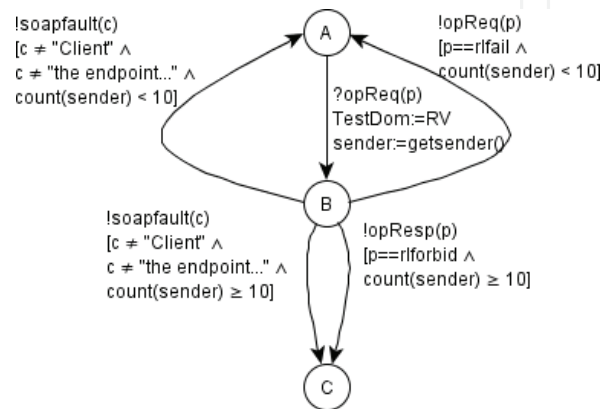 !soapfault(c)
[c ≠ "Client" ∧
c ≠ "the endpoint..." ∧
count(sender) < 10]
A
!opReq(p)
[p==rlfail ∧
count(sender) < 10]
?opReq(p)
TestDom:=RV
sender:=getsender()
B
!soapfault(c)
[c ≠ "Client" ∧
c ≠ "the endpoint..." ∧
count(sender) ≥ 10]
!opResp(p)
[p==rlforbid ∧
count(sender) ≥ 10]
C